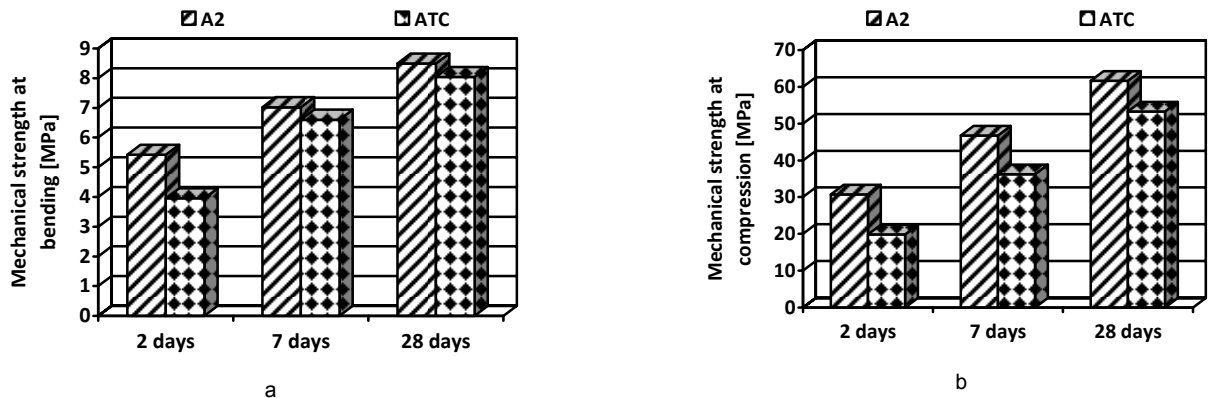 A2 ATC
Mechanical strength at
bending [MPa]
9
8
7
6
5
4
3
2
1
0
2 days 7 days 28 days
a
A2 ATC
Mechanical strength at
compression [MPa]
70
60
50
40
30
20
10
0
2 days 7 days 28 days
b